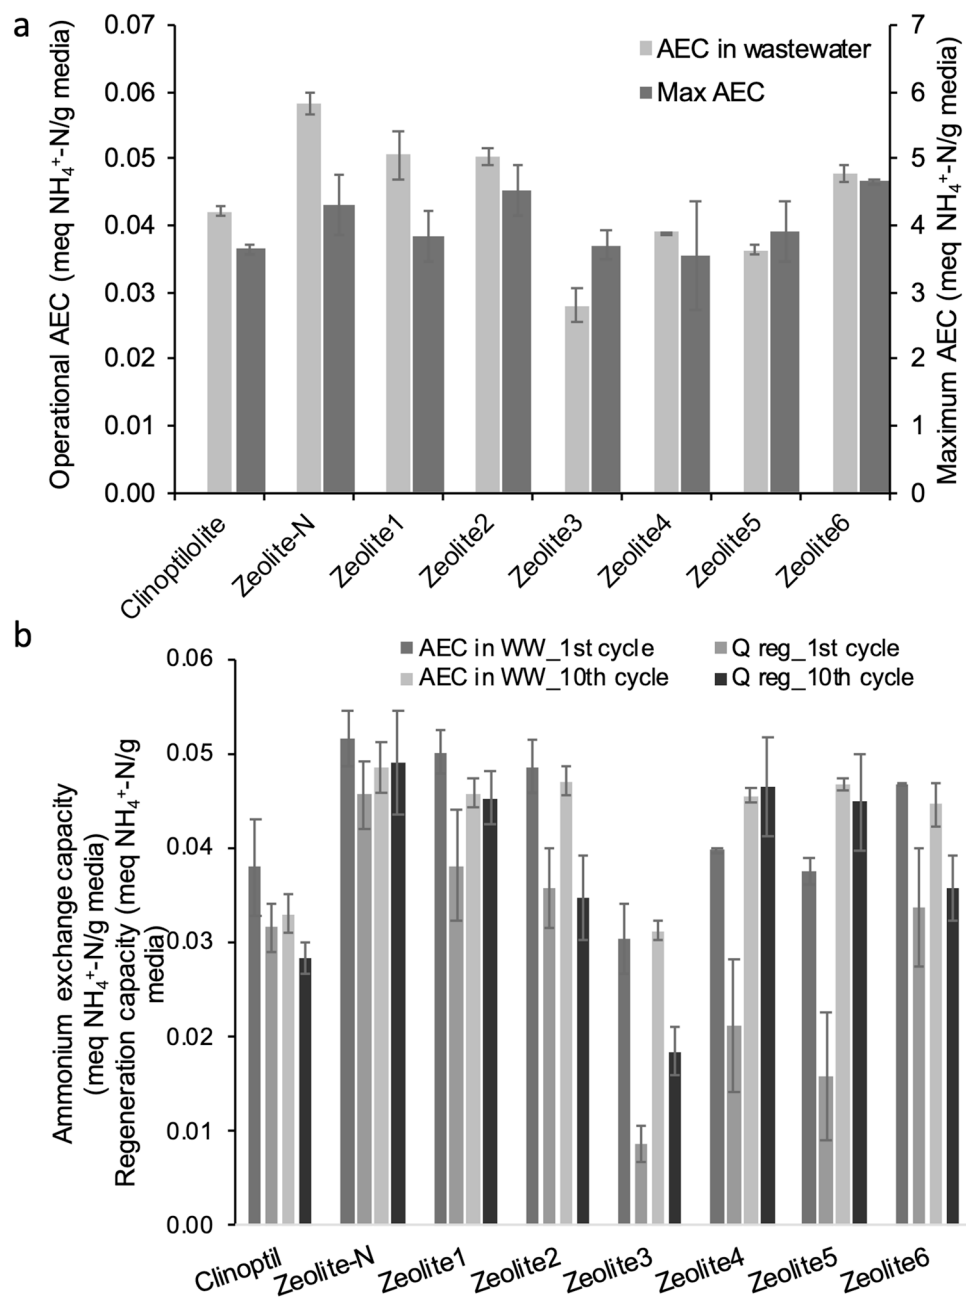 a
Operational AEC (meq NH₄⁺-N/g media)
0.07
0.06
0.05
0.04
0.03
0.02
0.01
0.00
AEC in wastewater
Max AEC
7
6
5
4
3
2
1
0
Maximum AEC (meq NH₄⁺-N/g media)
Clinoptilolite
Zeolite-N
Zeolite1
Zeolite2
Zeolite3
Zeolite4
Zeolite5
Zeolite6
b
AEC in WW_1st cycle
Q reg_1st cycle
AEC in WW_10th cycle
Q reg_10th cycle
Ammonium exchange capacity
(meq NH₄⁺-N/g media)
Regeneration capacity (meq NH₄⁺-N/g
media)
0.06
0.05
0.04
0.03
0.02
0.01
0.00
Clinoptil
Zeolite-N
Zeolite1
Zeolite2
Zeolite3
Zeolite4
Zeolite5
Zeolite6